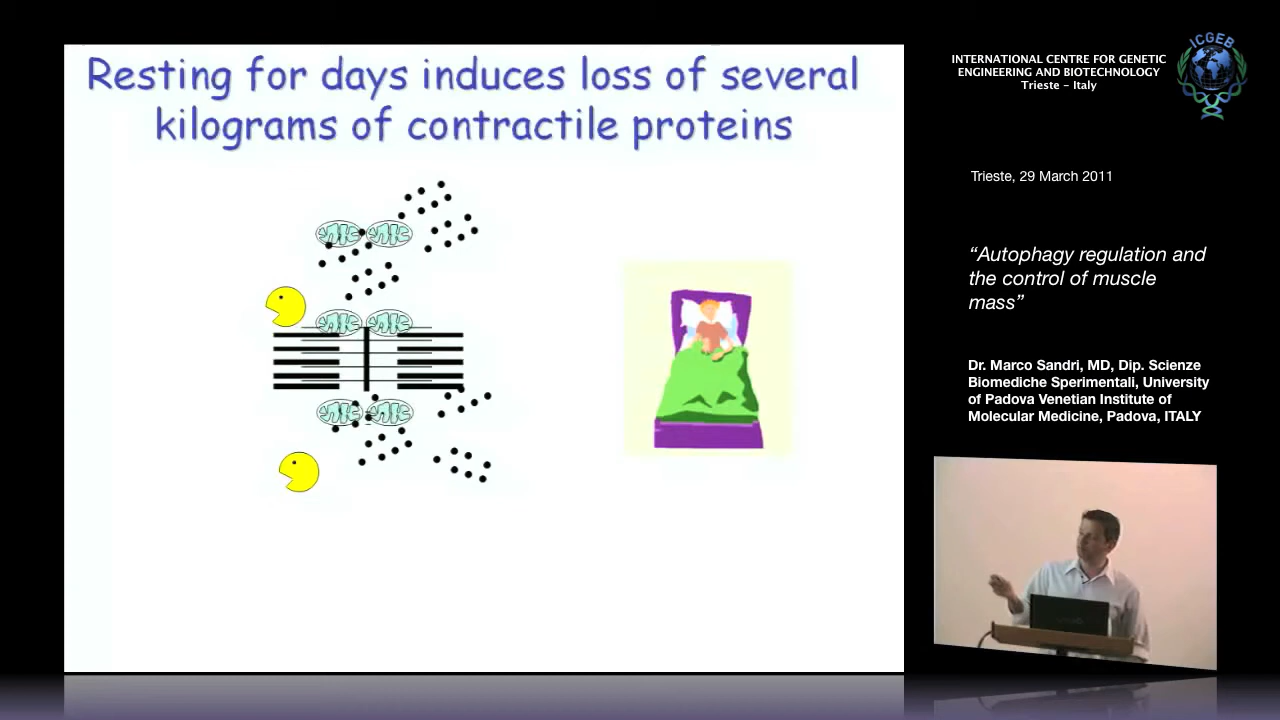 Resting for days induces loss of several
kilograms of contractile proteins
INTERNATIONAL CENTRE FOR GENETIC
ENGINEERING AND BIOTECHNOLOGY
Trieste - Italy
ICGEB
Trieste, 29 March 2011
“Autophagy regulation and
the control of muscle
mass”
Dr. Marco Sandri, MD, Dip. Scienze
Biomediche Sperimentali, University
of Padova Venetian Institute of
Molecular Medicine, Padova, ITALY